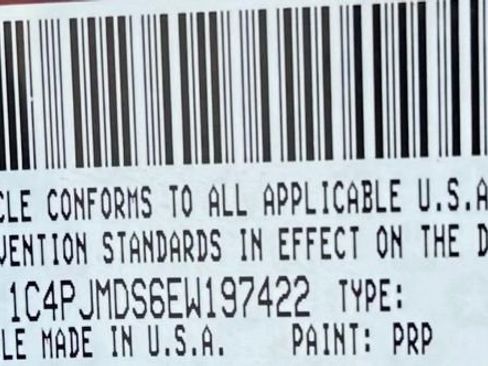 CLE CONFORMS TO ALL APPLICABLE U.S.A
VENTION STANDARDS IN EFFECT ON THE D
1C4PJMDS6EW197422 TYPE:
LE MADE IN U.S.A. PAINT: PRP